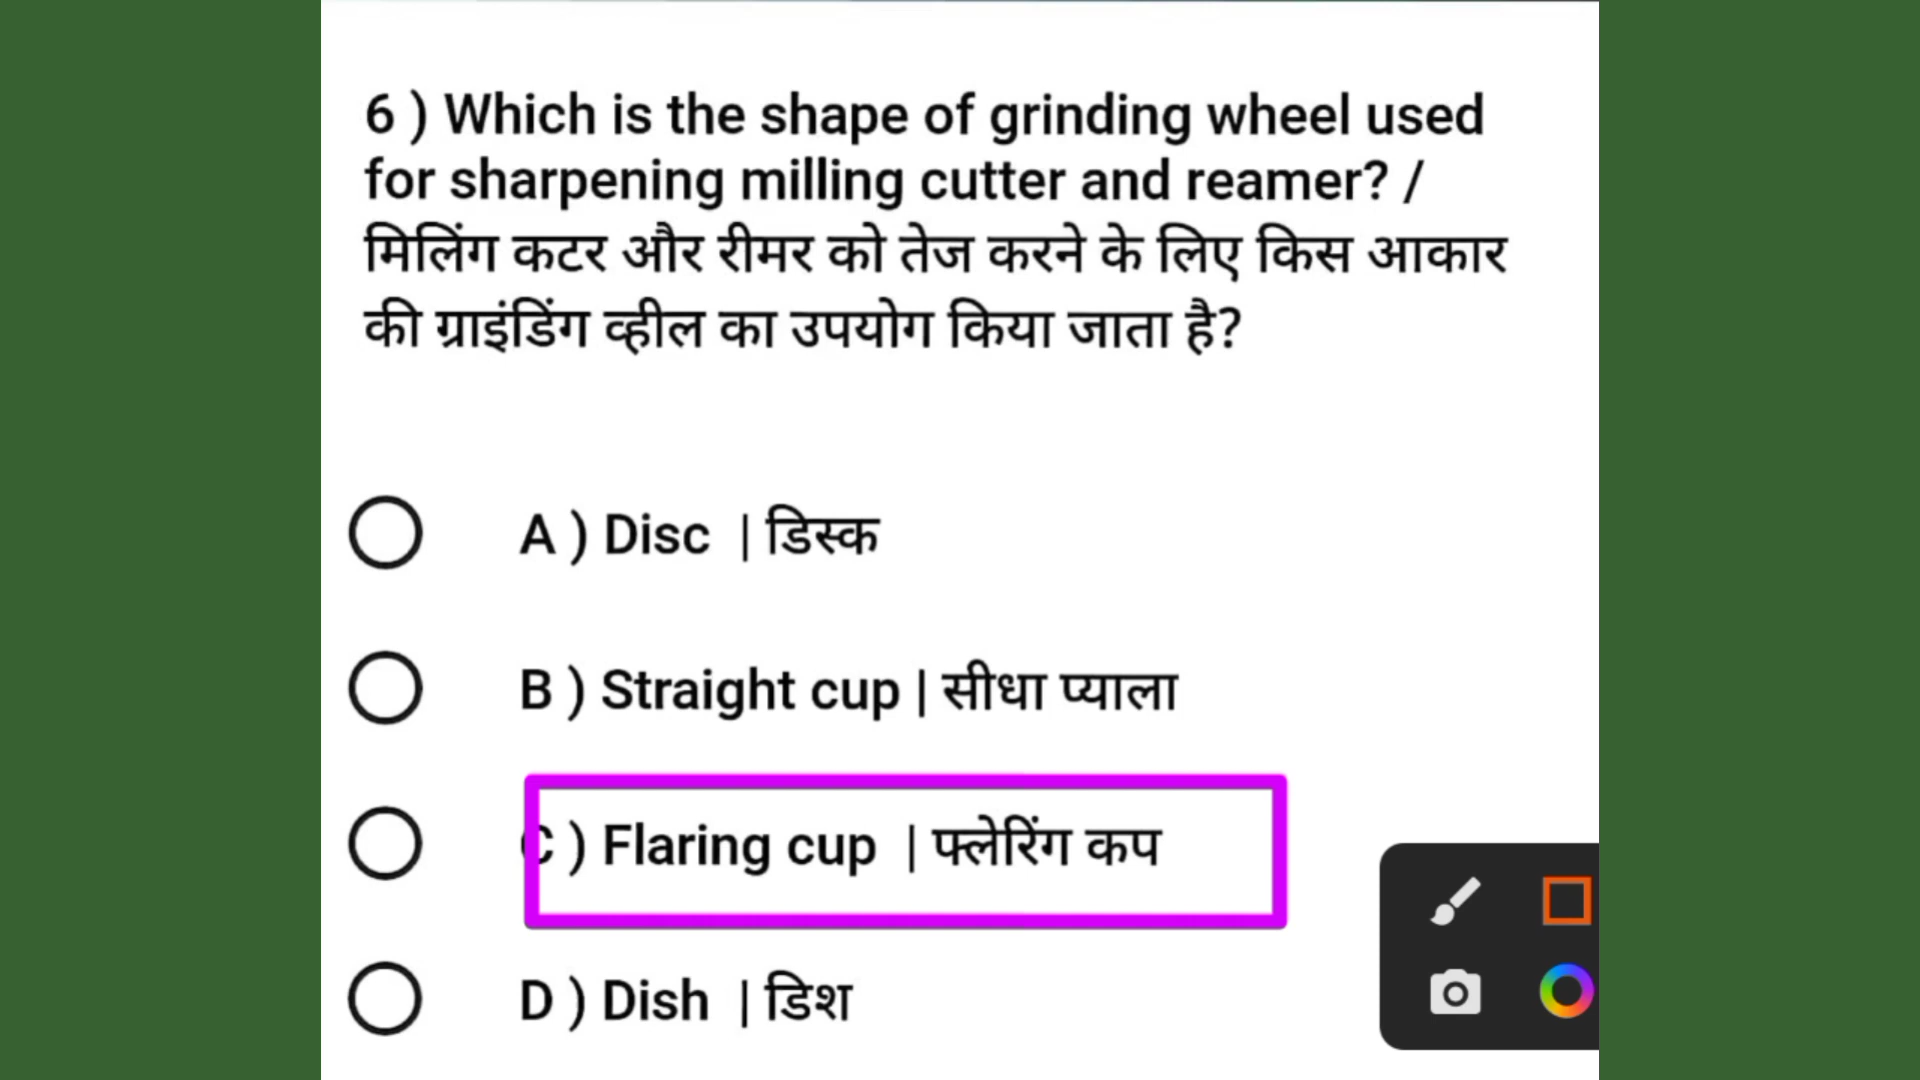 6 ) Which is the shape of grinding wheel used
for sharpening milling cutter and reamer? /
मिलिंग कटर और रीमर को तेज करने के लिए किस आकार
की ग्राइंडिंग व्हील का उपयोग किया जाता है?
A ) Disc | डिस्क
B ) Straight cup | सीधा प्याला
C ) Flaring cup | फ्लेरिंग कप
D ) Dish | डिश